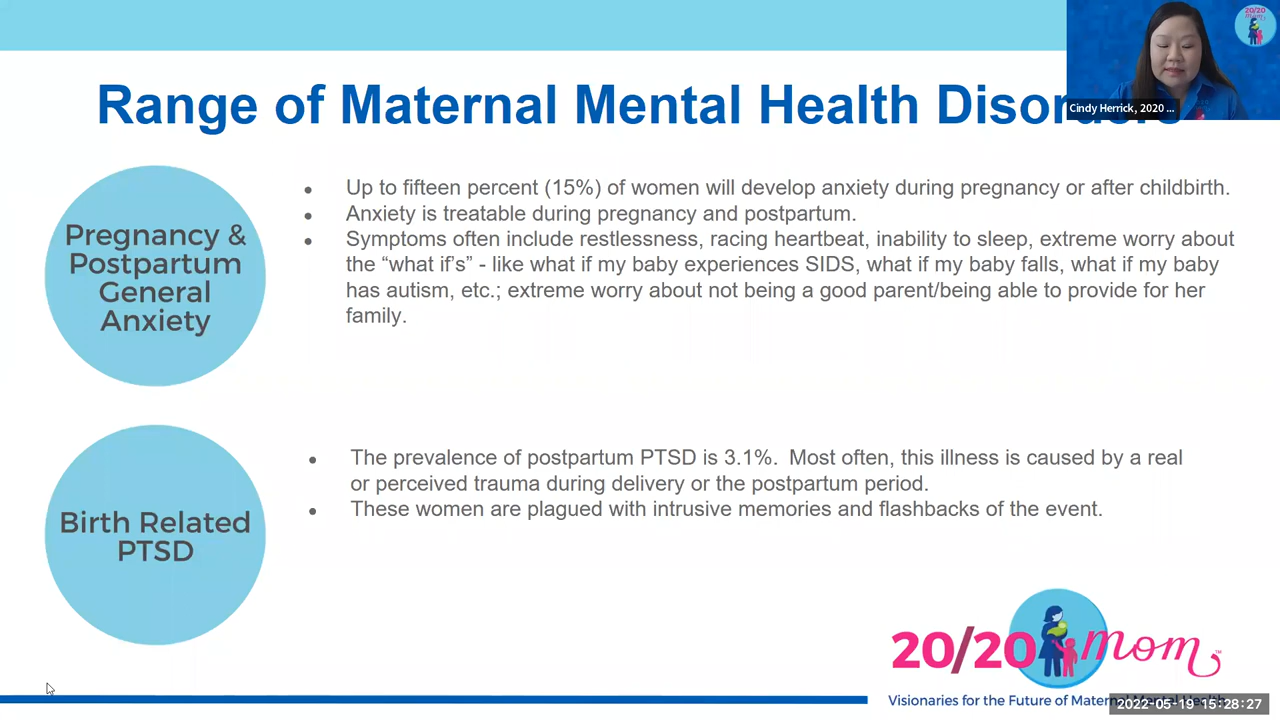 20/20
mom
Cindy Herrick, 2020 ...
Range of Maternal Mental Health Disorders
Pregnancy &
Postpartum
General
Anxiety
● Up to fifteen percent (15%) of women will develop anxiety during pregnancy or after childbirth.
● Anxiety is treatable during pregnancy and postpartum.
● Symptoms often include restlessness, racing heartbeat, inability to sleep, extreme worry about
the “what if’s” - like what if my baby experiences SIDS, what if my baby falls, what if my baby
has autism, etc.; extreme worry about not being a good parent/being able to provide for her
family.
Birth Related
PTSD
● The prevalence of postpartum PTSD is 3.1%. Most often, this illness is caused by a real
or perceived trauma during delivery or the postpartum period.
● These women are plagued with intrusive memories and flashbacks of the event.
20/20 mom™
Visionaries for the Future of Maternal Mental Health
2022-05-19 15:28:27